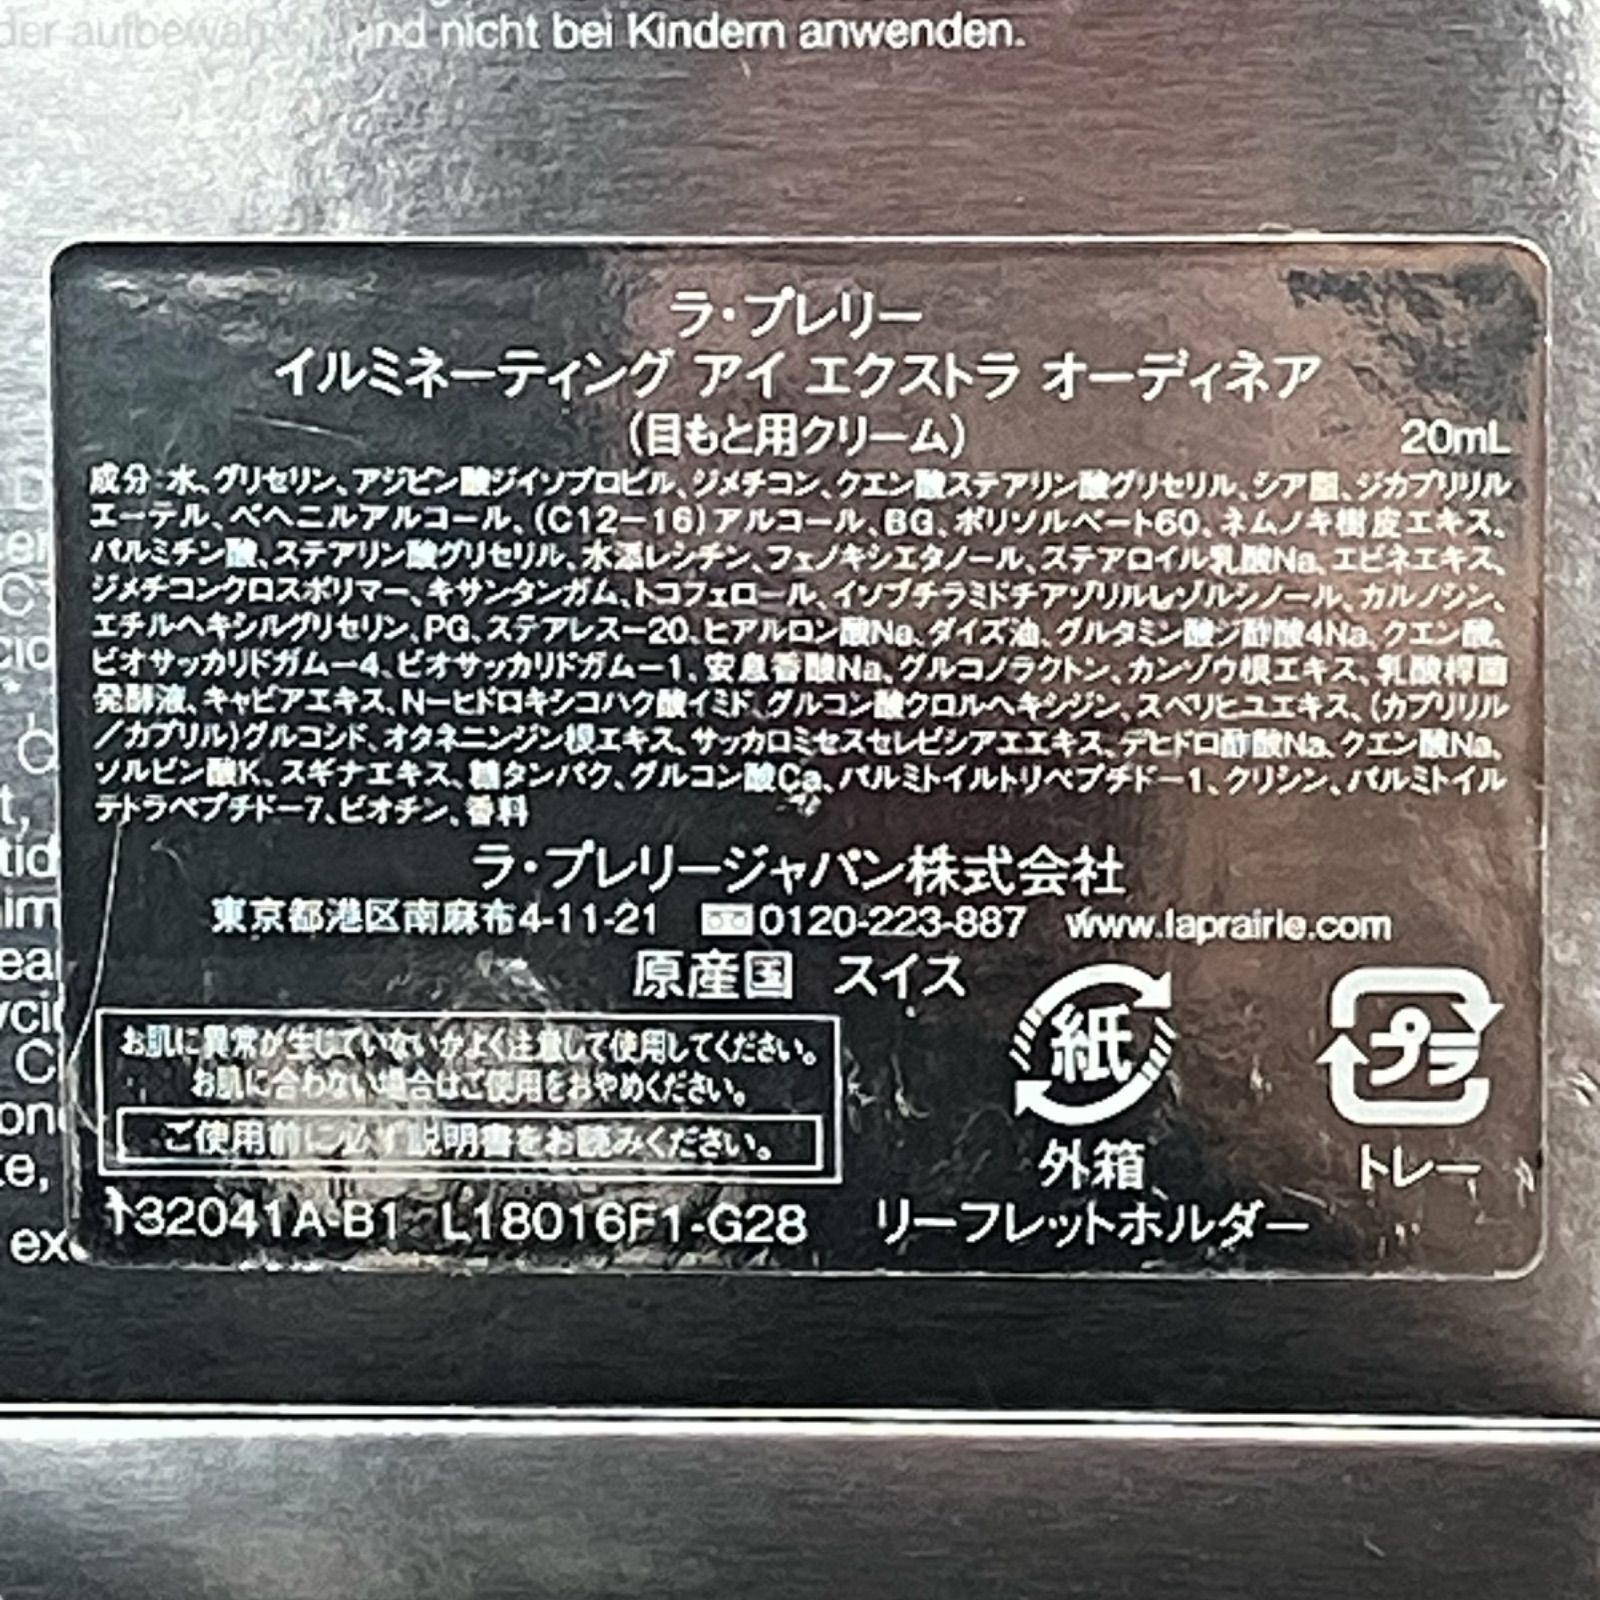 der aufbewahren und nicht bei Kindern anwenden.
ラ・プレリー
イルミネーティング アイ エクストラ オーディネア
(目もと用クリーム) 20mL
成分:水、グリセリン、アジピン酸ジイソプロピル、ジメチコン、クエン酸ステアリン酸グリセリル、シア脂、ジカプリリル
エーテル、ベヘニルアルコール、(C12-16)アルコール、BG、ポリソルベート60、ネムノキ樹皮エキス、
パルミチン酸、ステアリン酸グリセリル、水添レシチン、フェノキシエタノール、ステアロイル乳酸Na、エビネエキス、
ジメチコンクロスポリマー、キサンタンガム、トコフェロール、イソブチラミドチアゾリルレゾルシノール、カルノシン、
エチルヘキシルグリセリン、PG、ステアレス-20、ヒアルロン酸Na、ダイズ油、グルタミン酸ジ酢酸4Na、クエン酸、
ビオサッカリドガム-4、ビオサッカリドガム-1、安息香酸Na、グルコノラクトン、カンゾウ根エキス、乳酸桿菌
発酵液、キャビアエキス、N-ヒドロキシコハク酸イミド、グルコン酸クロルヘキシジン、スベリヒユエキス、(カプリリル
/カプリル)グルコシド、オタネニンジン根エキス、サッカロミセスセレビシアエエキス、デヒドロ酢酸Na、クエン酸Na、
ソルビン酸K、スギナエキス、糖タンパク、グルコン酸Ca、パルミトイルトリペプチド-1、クリシン、パルミトイル
テトラペプチド-7、ビオチン、香料
ラ・プレリージャパン株式会社
東京都港区南麻布4-11-21 0120-223-887 www.laprairie.com
原産国 スイス
お肌に異常が生じていないかよく注意して使用してください。
お肌に合わない場合はご使用をおやめください。
ご使用前に必ず説明書をお読みください。
紙
プラ
外箱 トレー
132041A-B1 L18016F1-G28 リーフレットホルダー